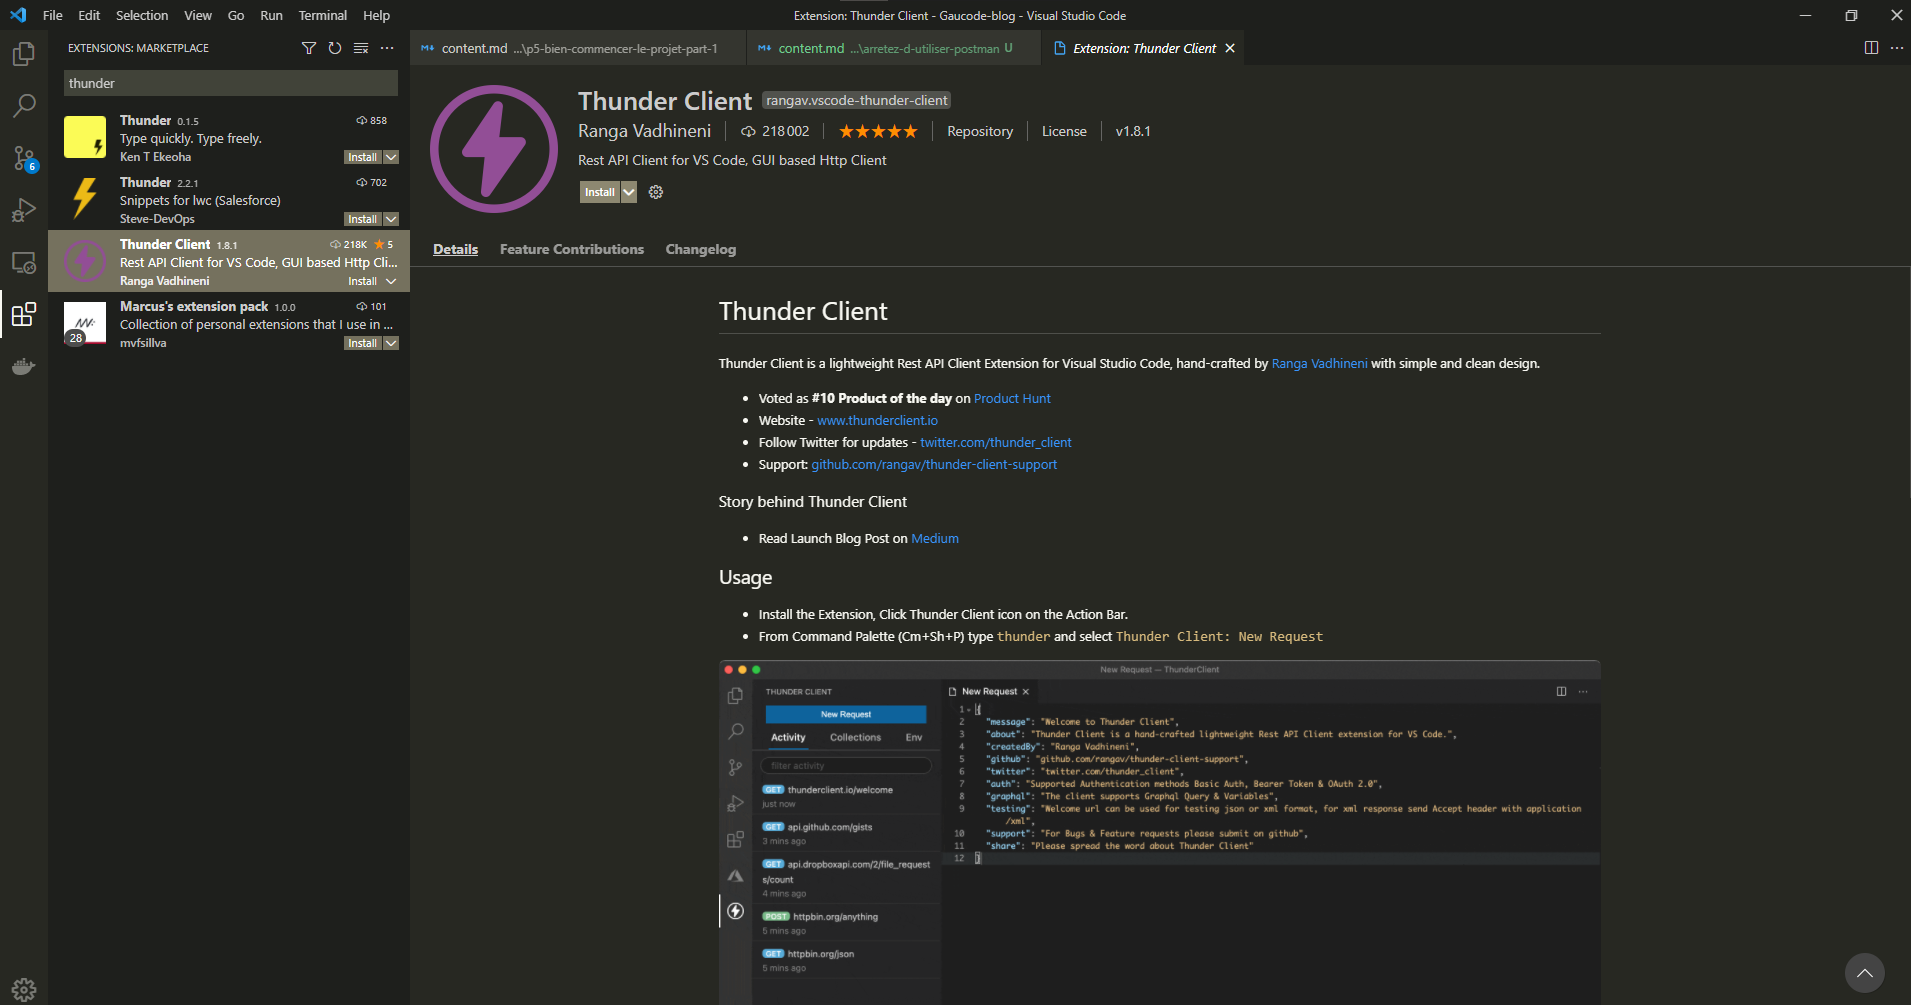 File Edit Selection View Go Run Terminal Help
Extension: Thunder Client - Gaucode-blog - Visual Studio Code
EXTENSIONS: MARKETPLACE
thunder
Thunder 0.1.5 858
Type quickly. Type freely.
Ken T Ekeoha Install
Thunder 2.2.1 702
Snippets for lwc (Salesforce)
Steve-DevOps Install
Thunder Client 1.8.1 218K 5
Rest API Client for VS Code, GUI based Http Cli...
Ranga Vadhineni Install
Marcus's extension pack 1.0.0 101
Collection of personal extensions that I use in ...
mvfsillva Install
28
6
content.md ...\p5-bien-commencer-le-projet-part-1
content.md ...\arretez-d-utiliser-postman U
Extension: Thunder Client
Thunder Client rangav.vscode-thunder-client
Ranga Vadhineni 218 002 ★★★★★ Repository License v1.8.1
Rest API Client for VS Code, GUI based Http Client
Install
Details Feature Contributions Changelog
Thunder Client
Thunder Client is a lightweight Rest API Client Extension for Visual Studio Code, hand-crafted by Ranga Vadhineni with simple and clean design.
• Voted as #10 Product of the day on Product Hunt
• Website - www.thunderclient.io
• Follow Twitter for updates - twitter.com/thunder_client
• Support: github.com/rangav/thunder-client-support
Story behind Thunder Client
• Read Launch Blog Post on Medium
Usage
• Install the Extension, Click Thunder Client icon on the Action Bar.
• From Command Palette (Cm+Sh+P) type thunder and select Thunder Client: New Request
New Request — ThunderClient
THUNDER CLIENT
New Request
Activity Collections Env
filter activity
GET thunderclient.io/welcome
just now
GET api.github.com/gists
3 mins ago
GET api.dropboxapi.com/2/file_request
s/count
4 mins ago
POST httpbin.org/anything
5 mins ago
GET httpbin.org/json
5 mins ago
New Request
1 {
2 "message": "Welcome to Thunder Client",
3 "about": "Thunder Client is a hand-crafted lightweight Rest API Client extension for VS Code.",
4 "createdBy": "Ranga Vadhineni",
5 "github": "github.com/rangav/thunder-client-support",
6 "twitter": "twitter.com/thunder_client",
7 "auth": "Supported Authentication methods Basic Auth, Bearer Token & OAuth 2.0",
8 "graphql": "The client supports Graphql Query & Variables",
9 "testing": "Welcome url can be used for testing json or xml format, for xml response send Accept header with application
/xml",
10 "support": "For Bugs & Feature requests please submit on github",
11 "share": "Please spread the word about Thunder Client"
12 }